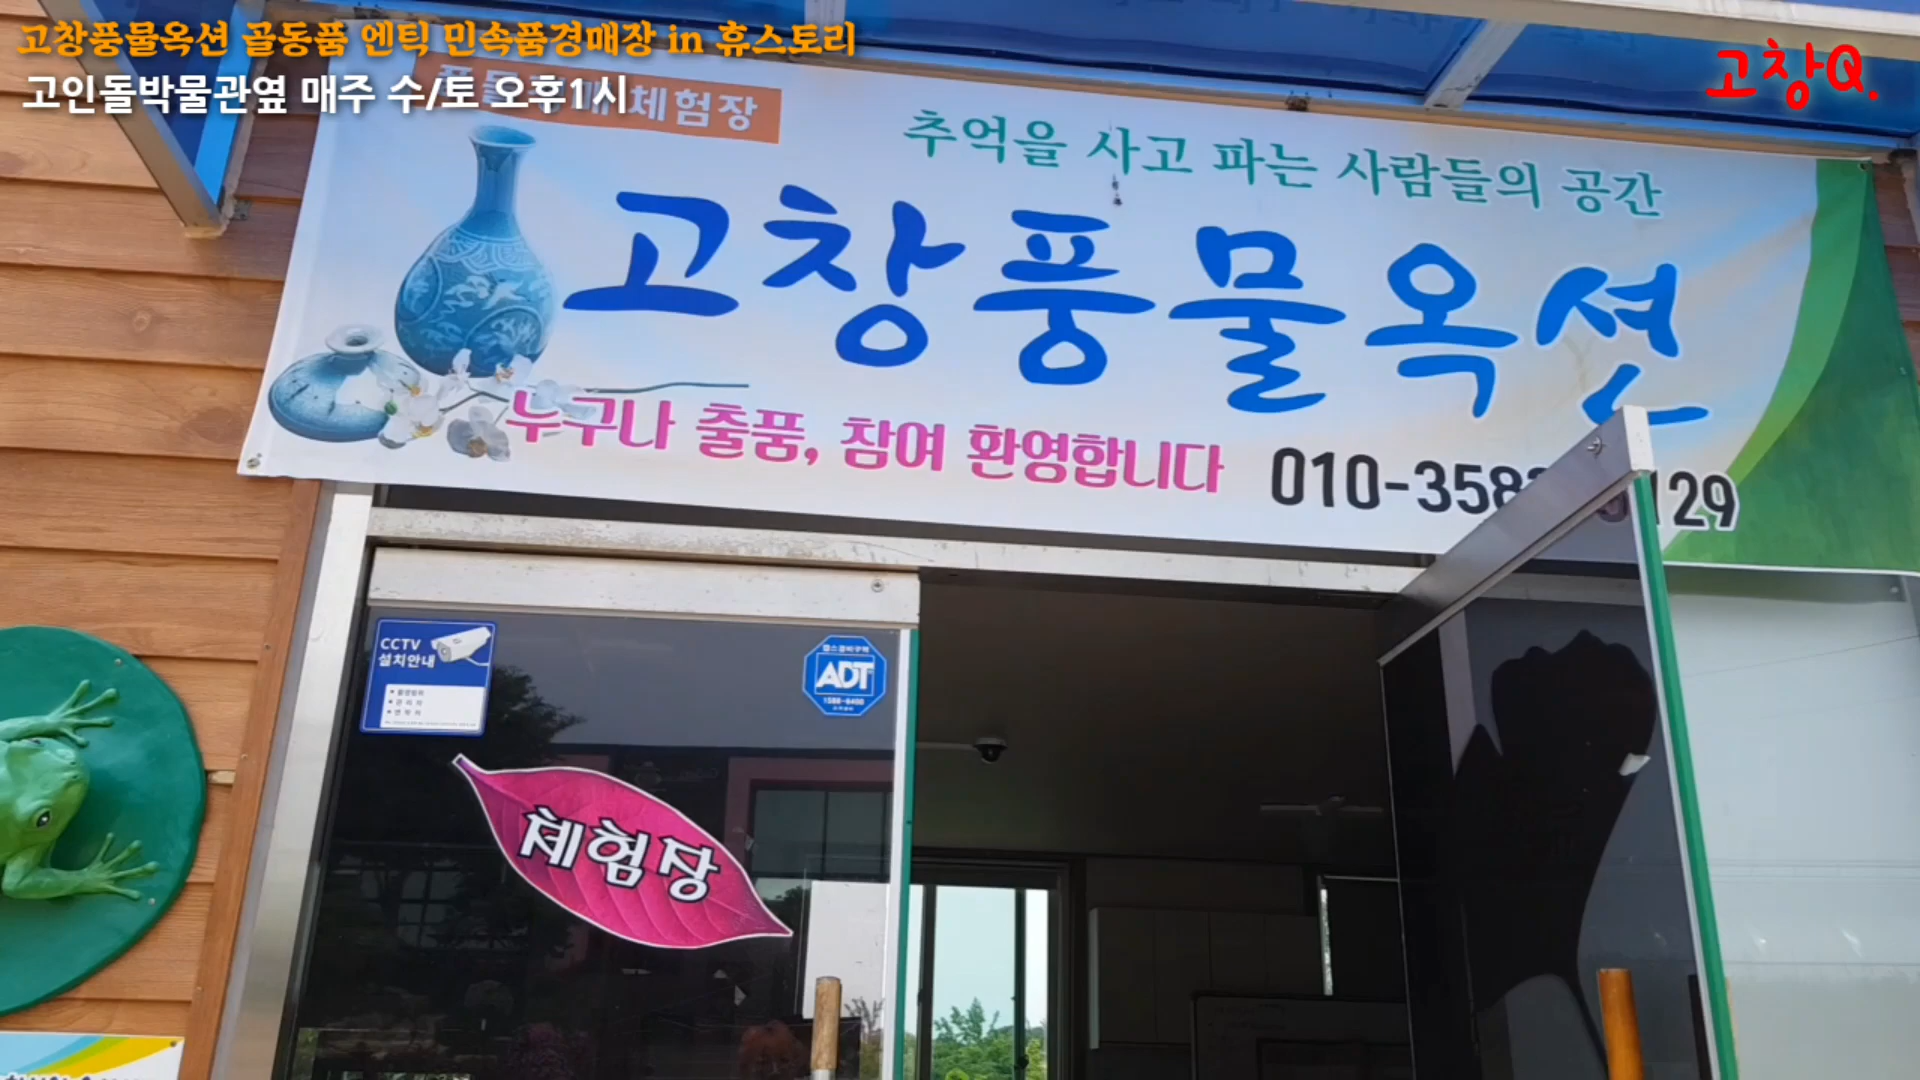 고창풍물옥션 골동품 엔틱 민속품경매장 in 휴스토리
고인돌박물관옆 매주 수/토 오후1시
고창Q.
체험장
추억을 사고 파는 사람들의 공간
고창풍물옥션
누구나 출품, 참여 환영합니다
010-358 129
CCTV
설치안내
ADT
1588-6400
체험장